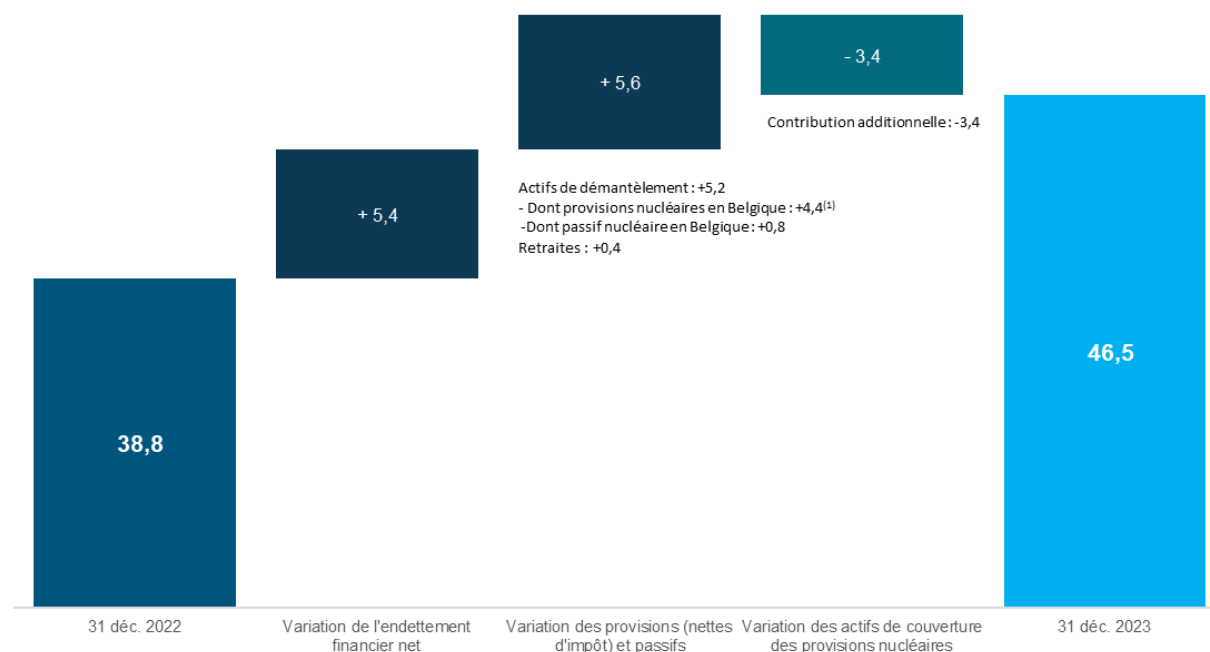 + 5,6
- 3,4
Contribution additionnelle : -3,4
+ 5,4
Actifs de démantèlement : +5,2
- Dont provisions nucléaires en Belgique : +4,4(1)
-Dont passif nucléaire en Belgique : +0,8
Retraites : +0,4
46,5
38,8
31 déc. 2022
Variation de l'endettement
financier net
Variation des provisions (nettes
d'impôt) et passifs
Variation des actifs de couverture
des provisions nucléaires
31 déc. 2023